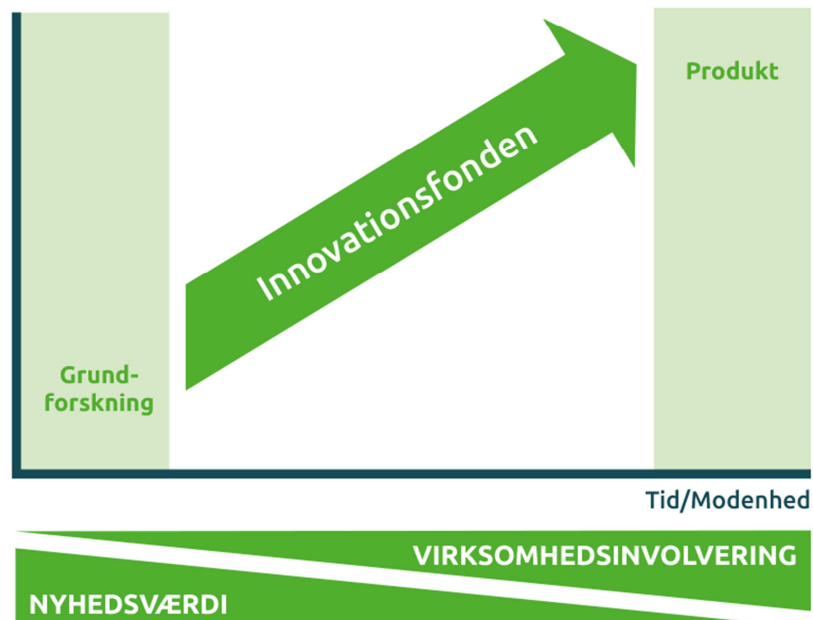 Produkt
Innovationsfonden
Grund-
forskning
Tid/Modenhed
VIRKSOMHEDSINVOLVERING
NYHEDSVÆRDI